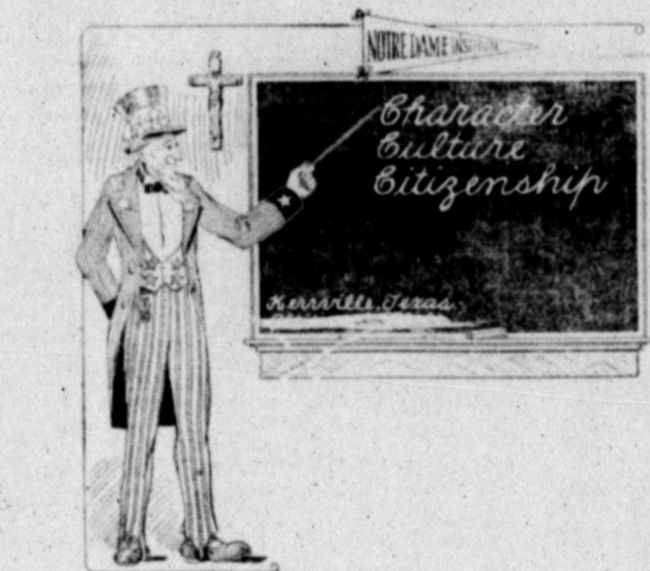 NOTRE DAME INSTITUTE
Character
Culture
Citizenship
Kerrville, Texas